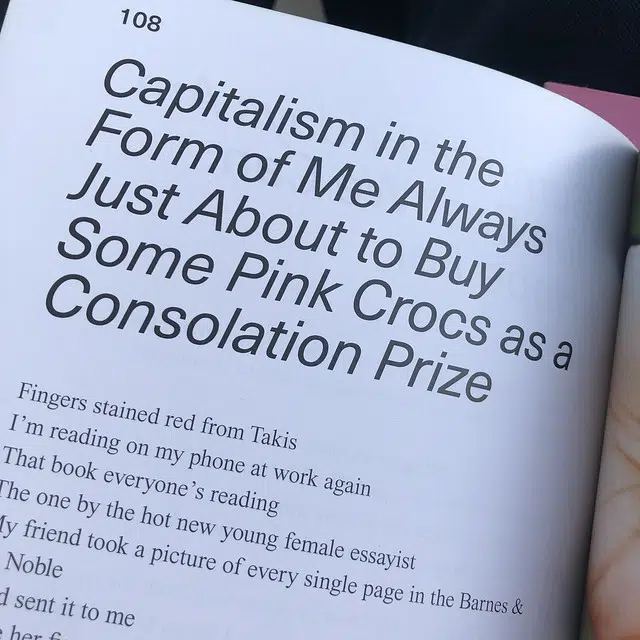 108
Capitalism in the
Form of Me Always
Just About to Buy
Some Pink Crocs as a
Consolation Prize
Fingers stained red from Takis
I'm reading on my phone at work again
That book everyone's reading
The one by the hot new young female essayist
My friend took a picture of every single page in the Barnes &
Noble
sent it to me
her